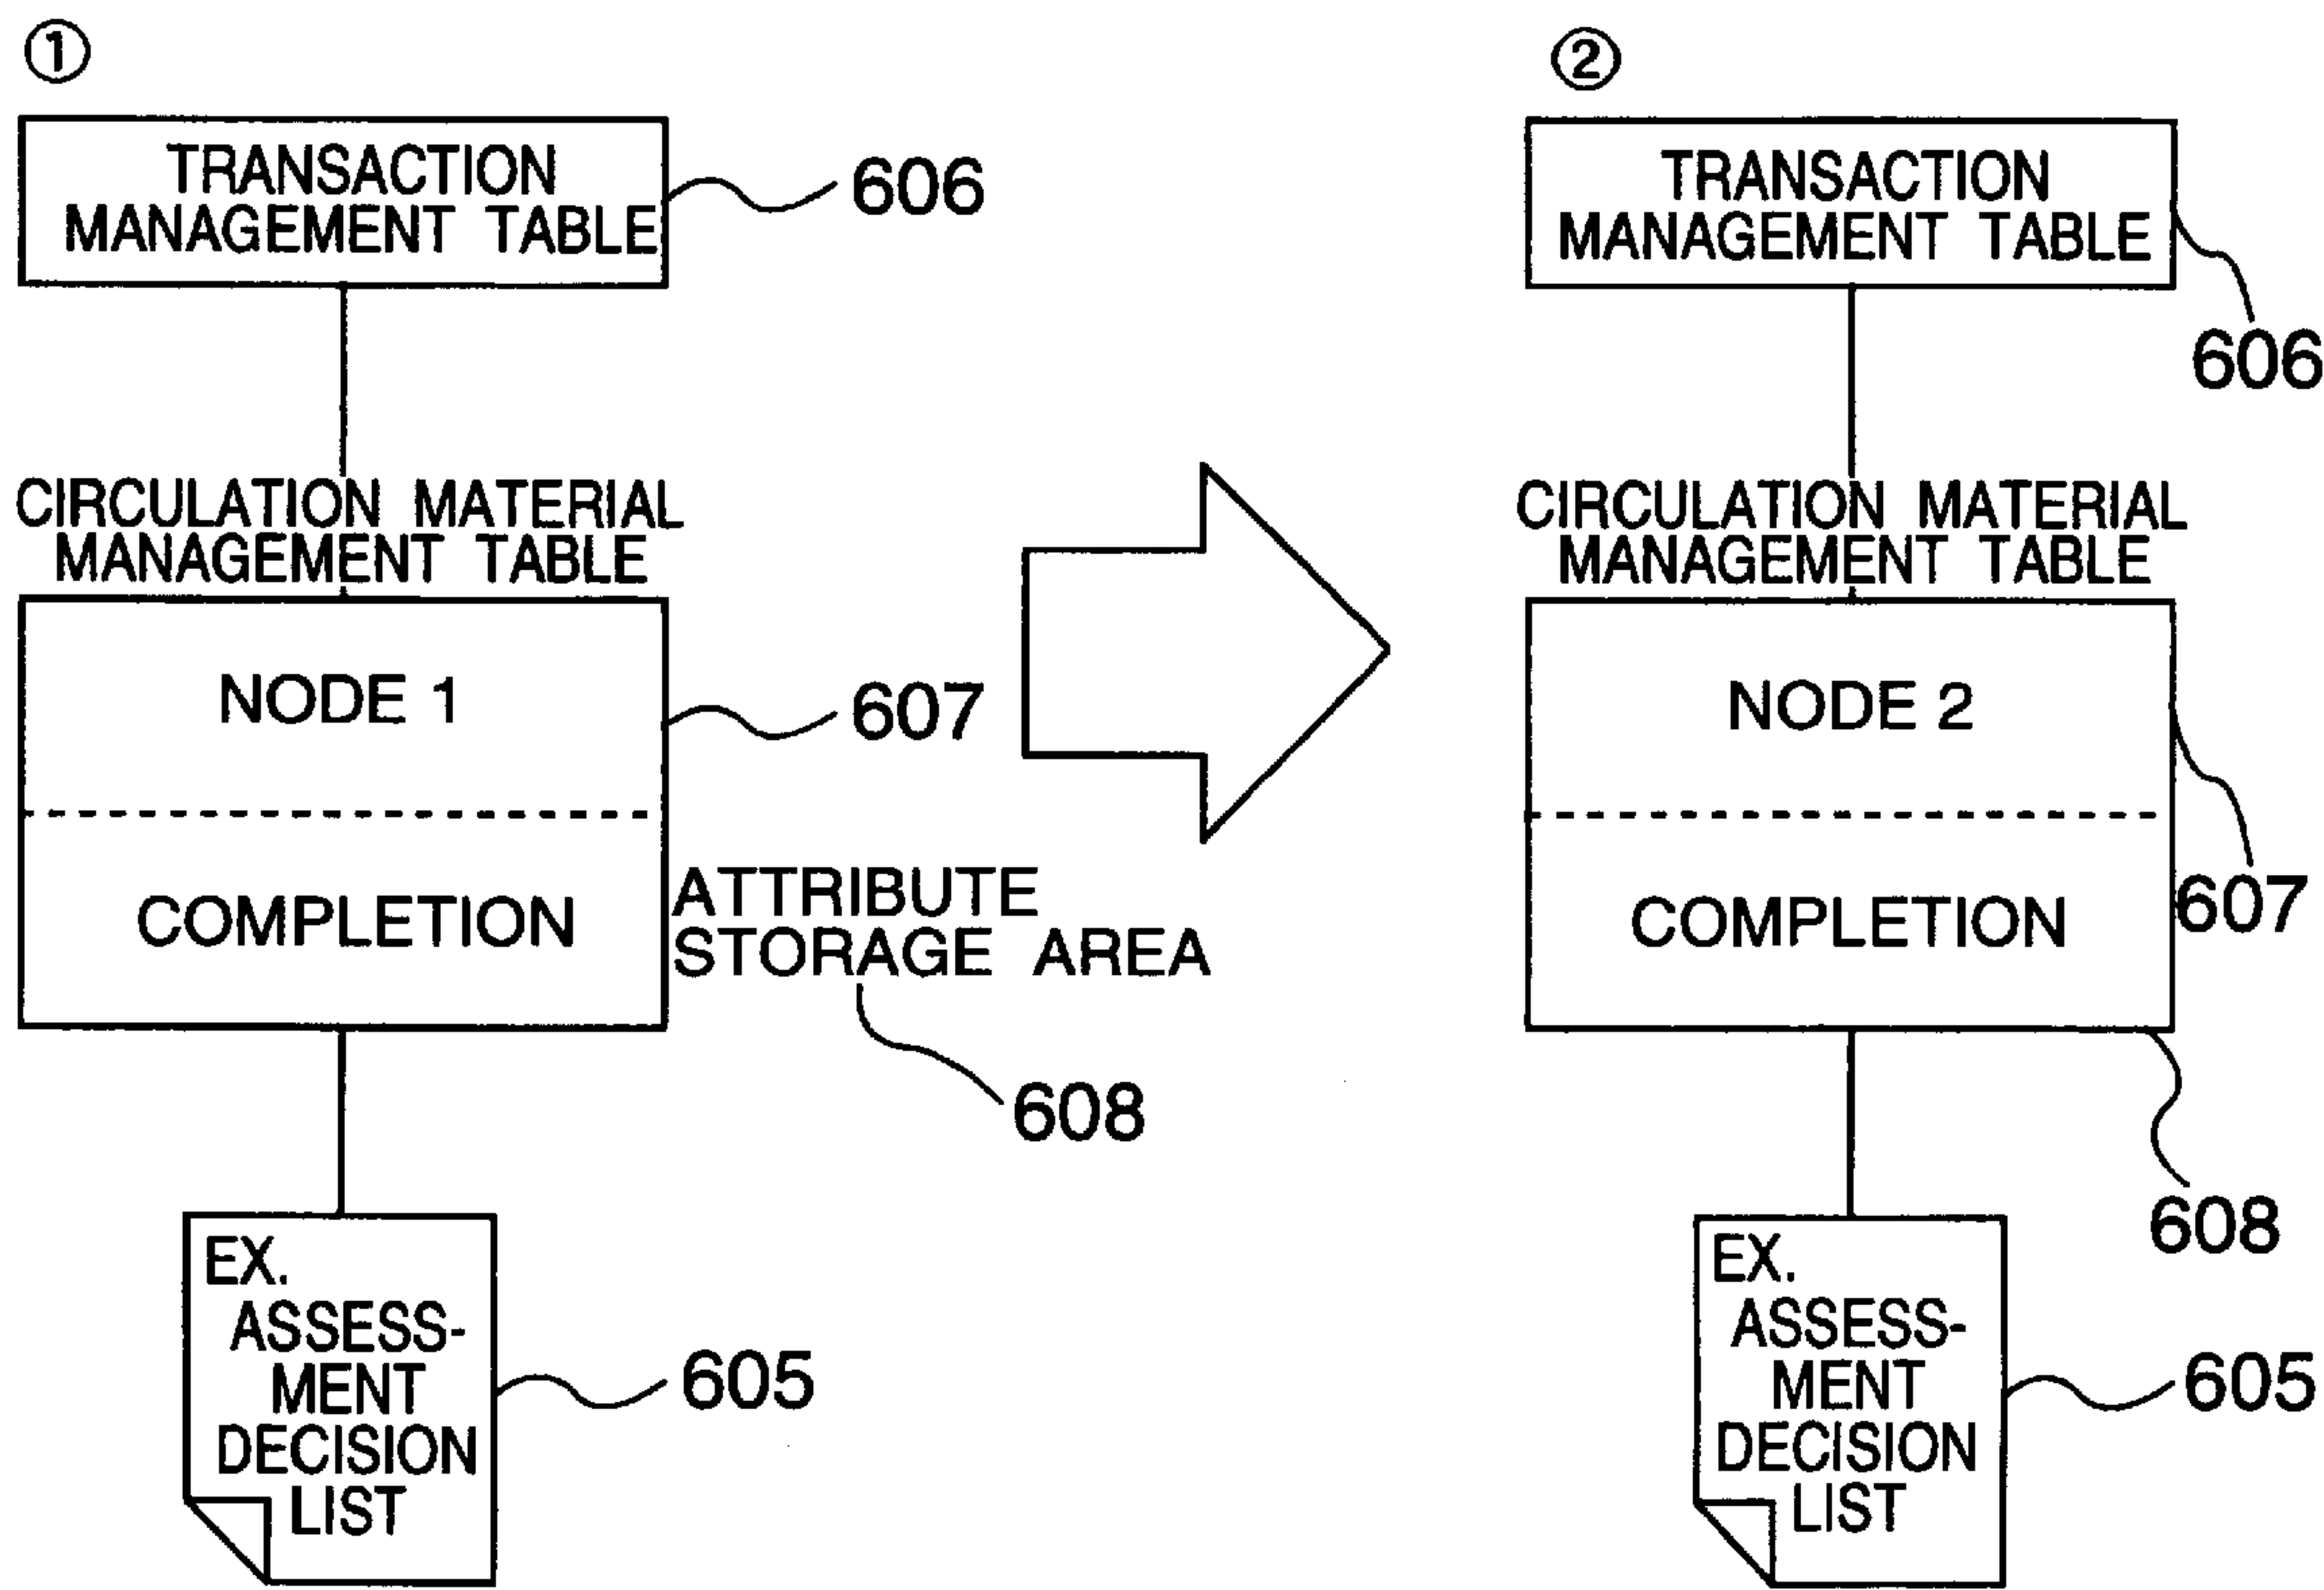 ①
TRANSACTION
MANAGEMENT TABLE
606
CIRCULATION MATERIAL
MANAGEMENT TABLE
NODE 1
607
COMPLETION
ATTRIBUTE
STORAGE AREA
608
EX.
ASSESS-
MENT
DECISION
LIST
605
②
TRANSACTION
MANAGEMENT TABLE
606
CIRCULATION MATERIAL
MANAGEMENT TABLE
NODE 2
607
COMPLETION
608
EX.
ASSESS-
MENT
DECISION
LIST
605